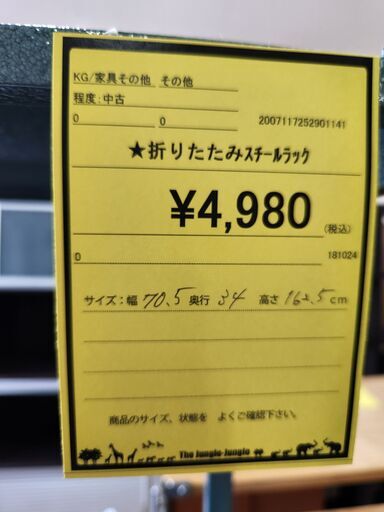 KG/家具その他 その他
程度:中古
0 0 2007117252901141
★折りたたみスチールラック
¥4,980
(税込)
0 181024
サイズ:幅 70.5 奥行 34 高さ 162.5 cm
商品のサイズ、状態を よくご確認下さい。
The Jungle-Jungle